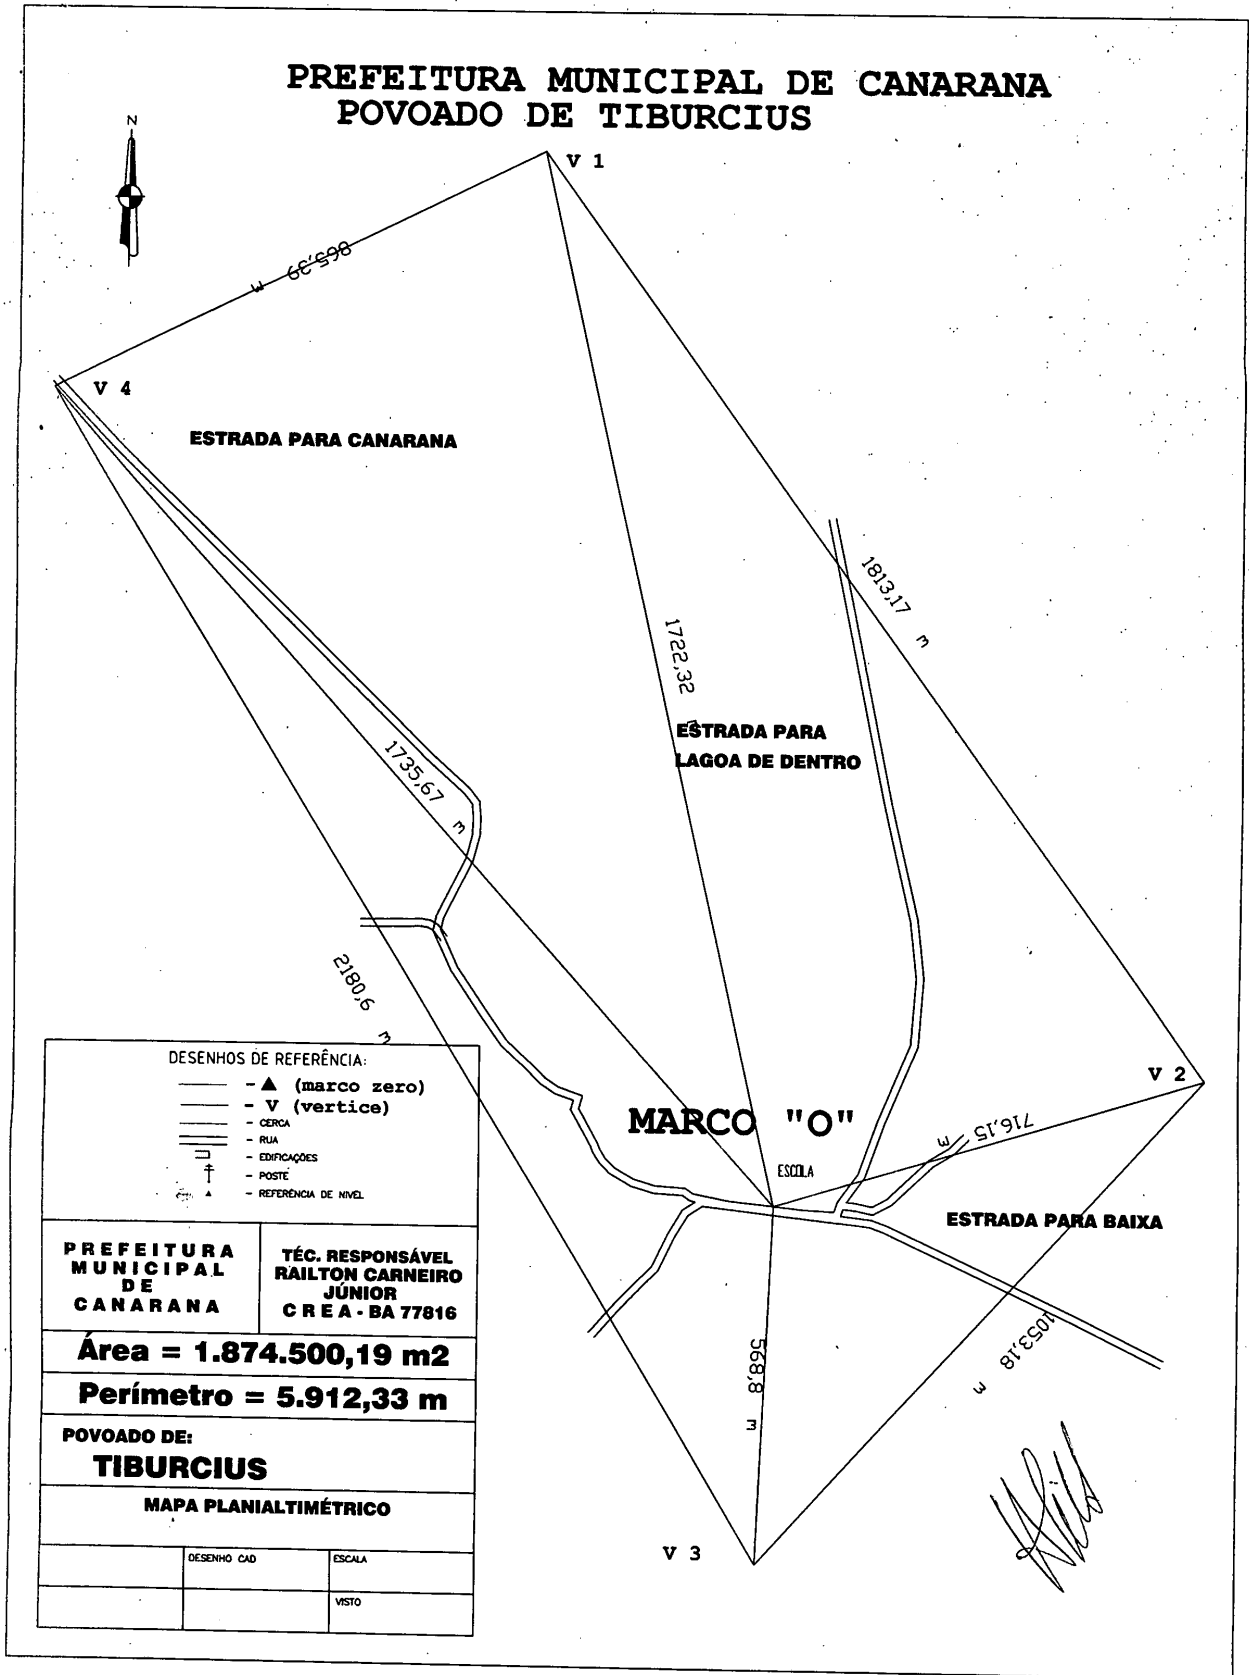 PREFEITURA MUNICIPAL DE CANARANA
POVOADO DE TIBURCIUS
N
V 1
865,39 m
V 4
ESTRADA PARA CANARANA
1813,17 m
1722,32 m
ESTRADA PARA
LAGOA DE DENTRO
1735,67 m
2180,6 m
V 2
MARCO "O"
716,15 m
ESCOLA
ESTRADA PARA BAIXA
1053,18 m
568,8 m
V 3
DESENHOS DE REFERÊNCIA:
- ▲ (marco zero)
- V (vertice)
- CERCA
- RUA
- EDIFICAÇÕES
- POSTE
- REFERÊNCIA DE NIVÉL
PREFEITURA
MUNICIPAL
DE
CANARANA
TÉC. RESPONSÁVEL
RAILTON CARNEIRO
JÚNIOR
C R E A - BA 77816
Área = 1.874.500,19 m2
Perímetro = 5.912,33 m
POVOADO DE:
TIBURCIUS
MAPA PLANIALTIMÉTRICO
DESENHO CAD
ESCALA
VISTO